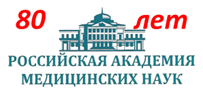 80 лет
РОССИЙСКАЯ АКАДЕМИЯ
МЕДИЦИНСКИХ НАУК